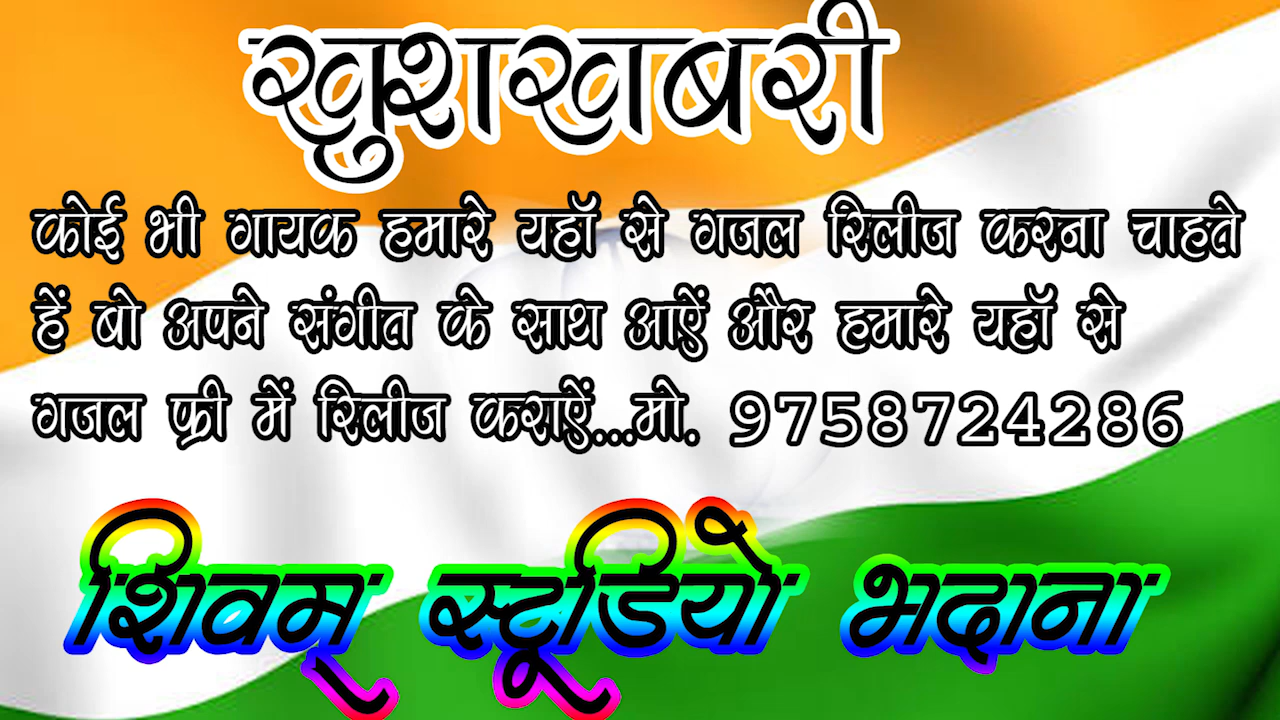 खुशखबरी
कोई भी गायक हमारे यहॉ से गजल रिलीज करना चाहते
हें बो अपने संगीत के साथ आऐं और हमारे यहॉ से
गजल फ्री में रिलीज कराऐं...मो. 9758724286
शिवम् स्टूडियो भदाना